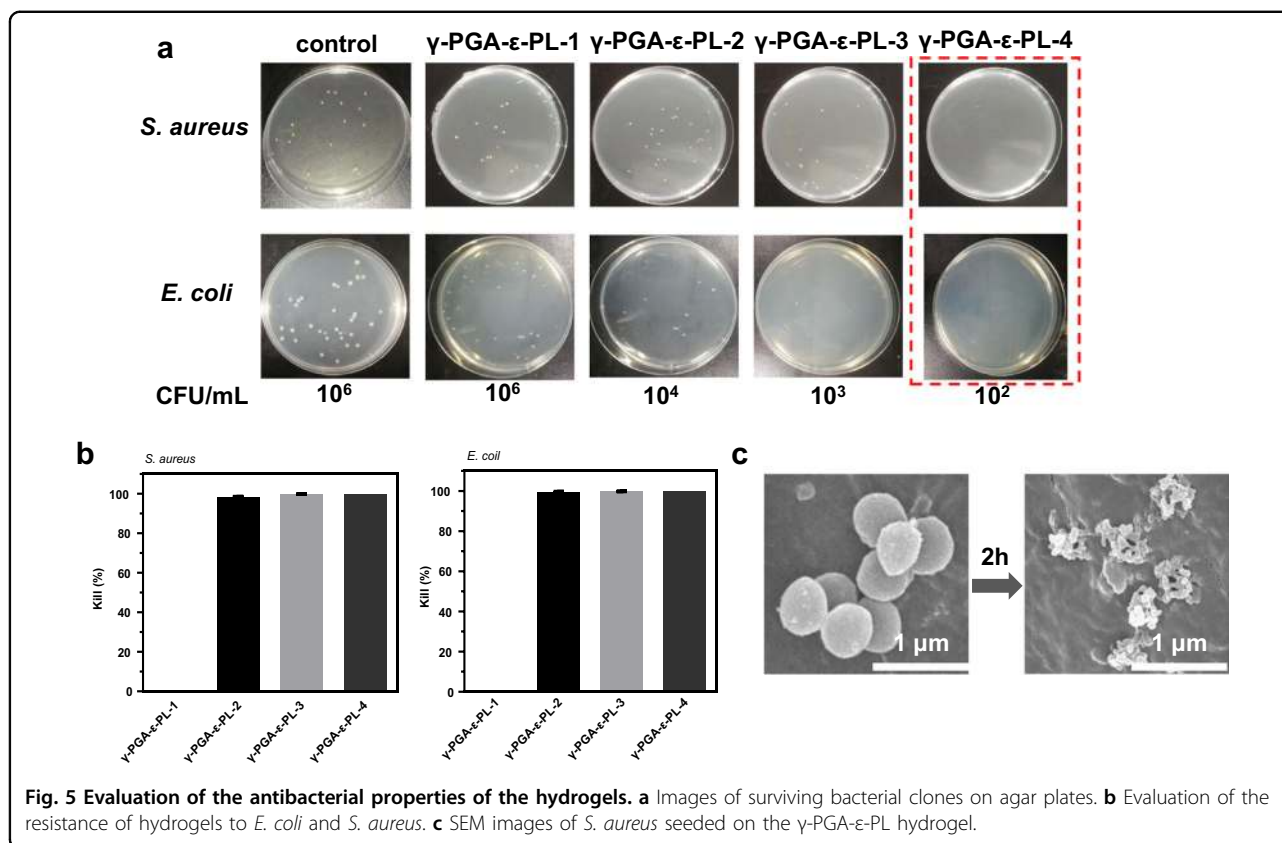 a
control γ-PGA-ε-PL-1 γ-PGA-ε-PL-2 γ-PGA-ε-PL-3 γ-PGA-ε-PL-4
S. aureus
E. coli
CFU/mL 10⁶ 10⁶ 10⁴ 10³ 10²
b
S. aureus
Kill (%)
100
80
60
40
20
0
γ-PGA-ε-PL-1 γ-PGA-ε-PL-2 γ-PGA-ε-PL-3 γ-PGA-ε-PL-4
E. coil
Kill (%)
100
80
60
40
20
0
γ-PGA-ε-PL-1 γ-PGA-ε-PL-2 γ-PGA-ε-PL-3 γ-PGA-ε-PL-4
c
1 µm
2h
1 µm
Fig. 5 Evaluation of the antibacterial properties of the hydrogels. a Images of surviving bacterial clones on agar plates. b Evaluation of the
resistance of hydrogels to E. coli and S. aureus. c SEM images of S. aureus seeded on the γ-PGA-ε-PL hydrogel.